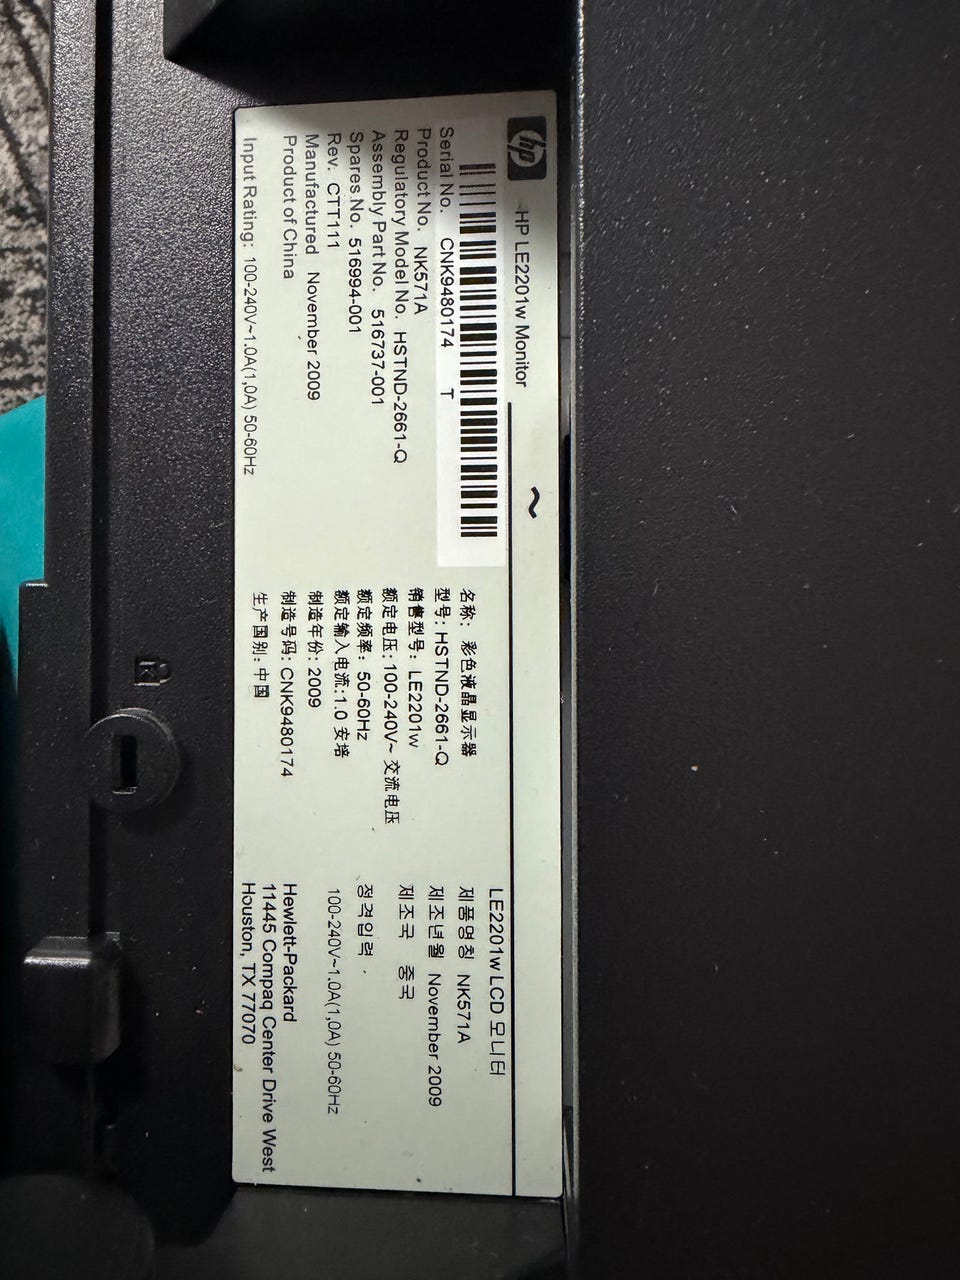 hp
HP LE2201w Monitor
~
Serial No. CNK9480174 T
Product No. NK571A
Regulatory Model No. HSTND-2661-Q
Assembly Part No. 516737-001
Spares No. 516994-001
Rev. CTT111
Manufactured November 2009
Product of China
Input Rating: 100-240V~1.0A(1,0A) 50-60Hz
名称: 彩色液晶显示器
型号: HSTND-2661-Q
销售型号: LE2201w
额定电压: 100-240V~ 交流电压
额定频率: 50-60Hz
额定输入电流:1.0 安培
制造年份: 2009
制造号码: CNK9480174
生产国别: 中国
LE2201w LCD 모니터
제품명칭 NK571A
제조년월 November 2009
제조국 중국
정격입력
100-240V~1.0A(1,0A) 50-60Hz
Hewlett-Packard
11445 Compaq Center Drive West
Houston, TX 77070